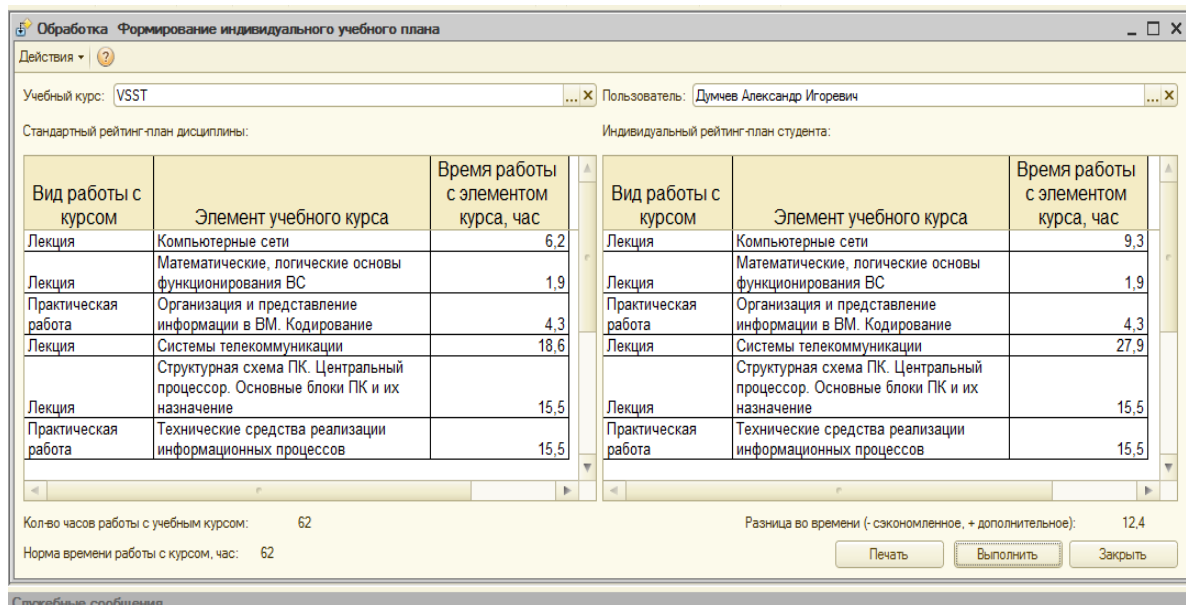 Обработка Формирование индивидуального учебного плана
Действия
Учебный курс: VSST
Пользователь: Думчев Александр Игоревич
Стандартный рейтинг-план дисциплины:
Индивидуальный рейтинг-план студента:
Вид работы с курсом Элемент учебного курса Время работы с элементом курса, час
Лекция Компьютерные сети 6,2
Лекция Математические, логические основы функционирования ВС 1,9
Практическая работа Организация и представление информации в ВМ. Кодирование 4,3
Лекция Системы телекоммуникации 18,6
Лекция Структурная схема ПК. Центральный процессор. Основные блоки ПК и их назначение 15,5
Практическая работа Технические средства реализации информационных процессов 15,5
Вид работы с курсом Элемент учебного курса Время работы с элементом курса, час
Лекция Компьютерные сети 9,3
Лекция Математические, логические основы функционирования ВС 1,9
Практическая работа Организация и представление информации в ВМ. Кодирование 4,3
Лекция Системы телекоммуникации 27,9
Лекция Структурная схема ПК. Центральный процессор. Основные блоки ПК и их назначение 15,5
Практическая работа Технические средства реализации информационных процессов 15,5
Кол-во часов работы с учебным курсом: 62
Разница во времени (- сэкономленное, + дополнительное): 12,4
Норма времени работы с курсом, час: 62
Печать Выполнить Закрыть
Служебные сообщения